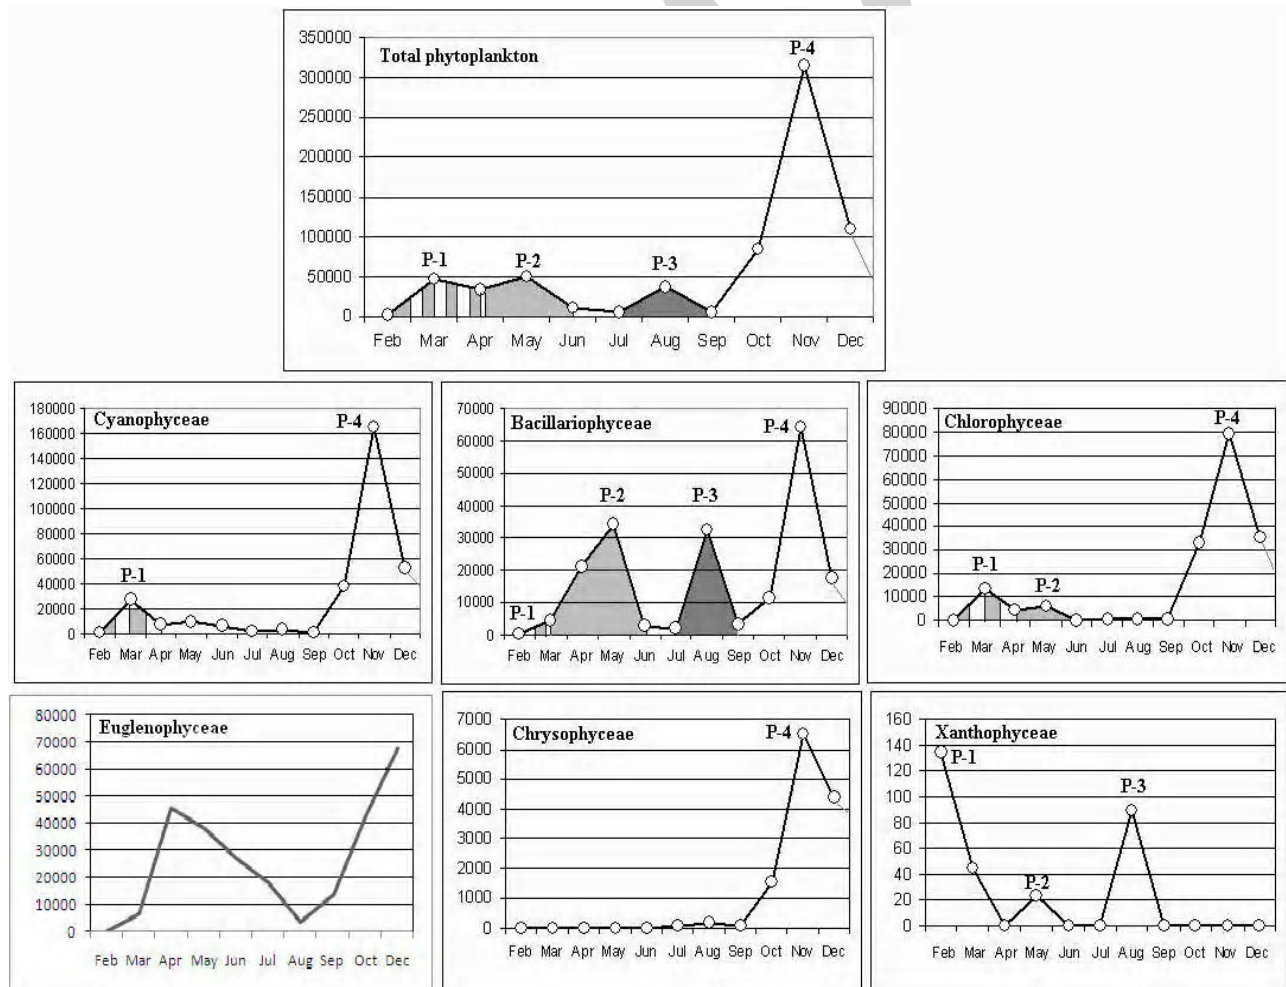 Total phytoplankton
350000
300000
250000
200000
150000
100000
50000
0
P-1
P-2
P-3
P-4
Feb Mar Apr May Jun Jul Aug Sep Oct Nov Dec
Cyanophyceae
180000
160000
140000
120000
100000
80000
60000
40000
20000
0
P-1
P-4
Feb Mar Apr May Jun Jul Aug Sep Oct Nov Dec
Bacillariophyceae
70000
60000
50000
40000
30000
20000
10000
0
P-1
P-2
P-3
P-4
Feb Mar Apr May Jun Jul Aug Sep Oct Nov Dec
Chlorophyceae
90000
80000
70000
60000
50000
40000
30000
20000
10000
0
P-1
P-2
P-4
Feb Mar Apr May Jun Jul Aug Sep Oct Nov Dec
Euglenophyceae
80000
70000
60000
50000
40000
30000
20000
10000
0
Feb Mar Apr May Jun Jul Aug Sep Oct Dec
Chrysophyceae
7000
6000
5000
4000
3000
2000
1000
0
P-4
Feb Mar Apr May Jun Jul Aug Sep Oct Nov Dec
Xanthophyceae
160
140
120
100
80
60
40
20
0
P-1
P-2
P-3
Feb Mar Apr May Jun Jul Aug Sep Oct Nov Dec